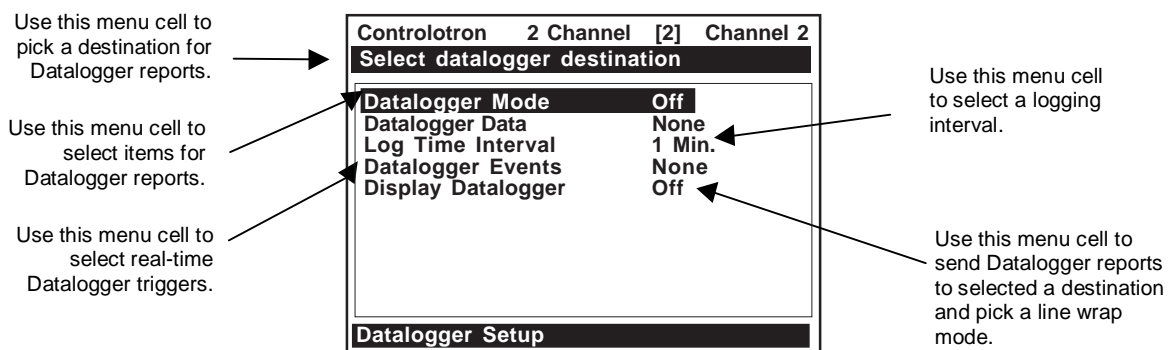 Use this menu cell to
pick a destination for
Datalogger reports.
Use this menu cell to
select items for
Datalogger reports.
Use this menu cell to
select real-time
Datalogger triggers.
Controlotron 2 Channel [2] Channel 2
Select datalogger destination
Datalogger Mode Off
Datalogger Data None
Log Time Interval 1 Min.
Datalogger Events None
Display Datalogger Off
Datalogger Setup
Use this menu cell
to select a logging
interval.
Use this menu cell to
send Datalogger reports
to selected a destination
and pick a line wrap
mode.